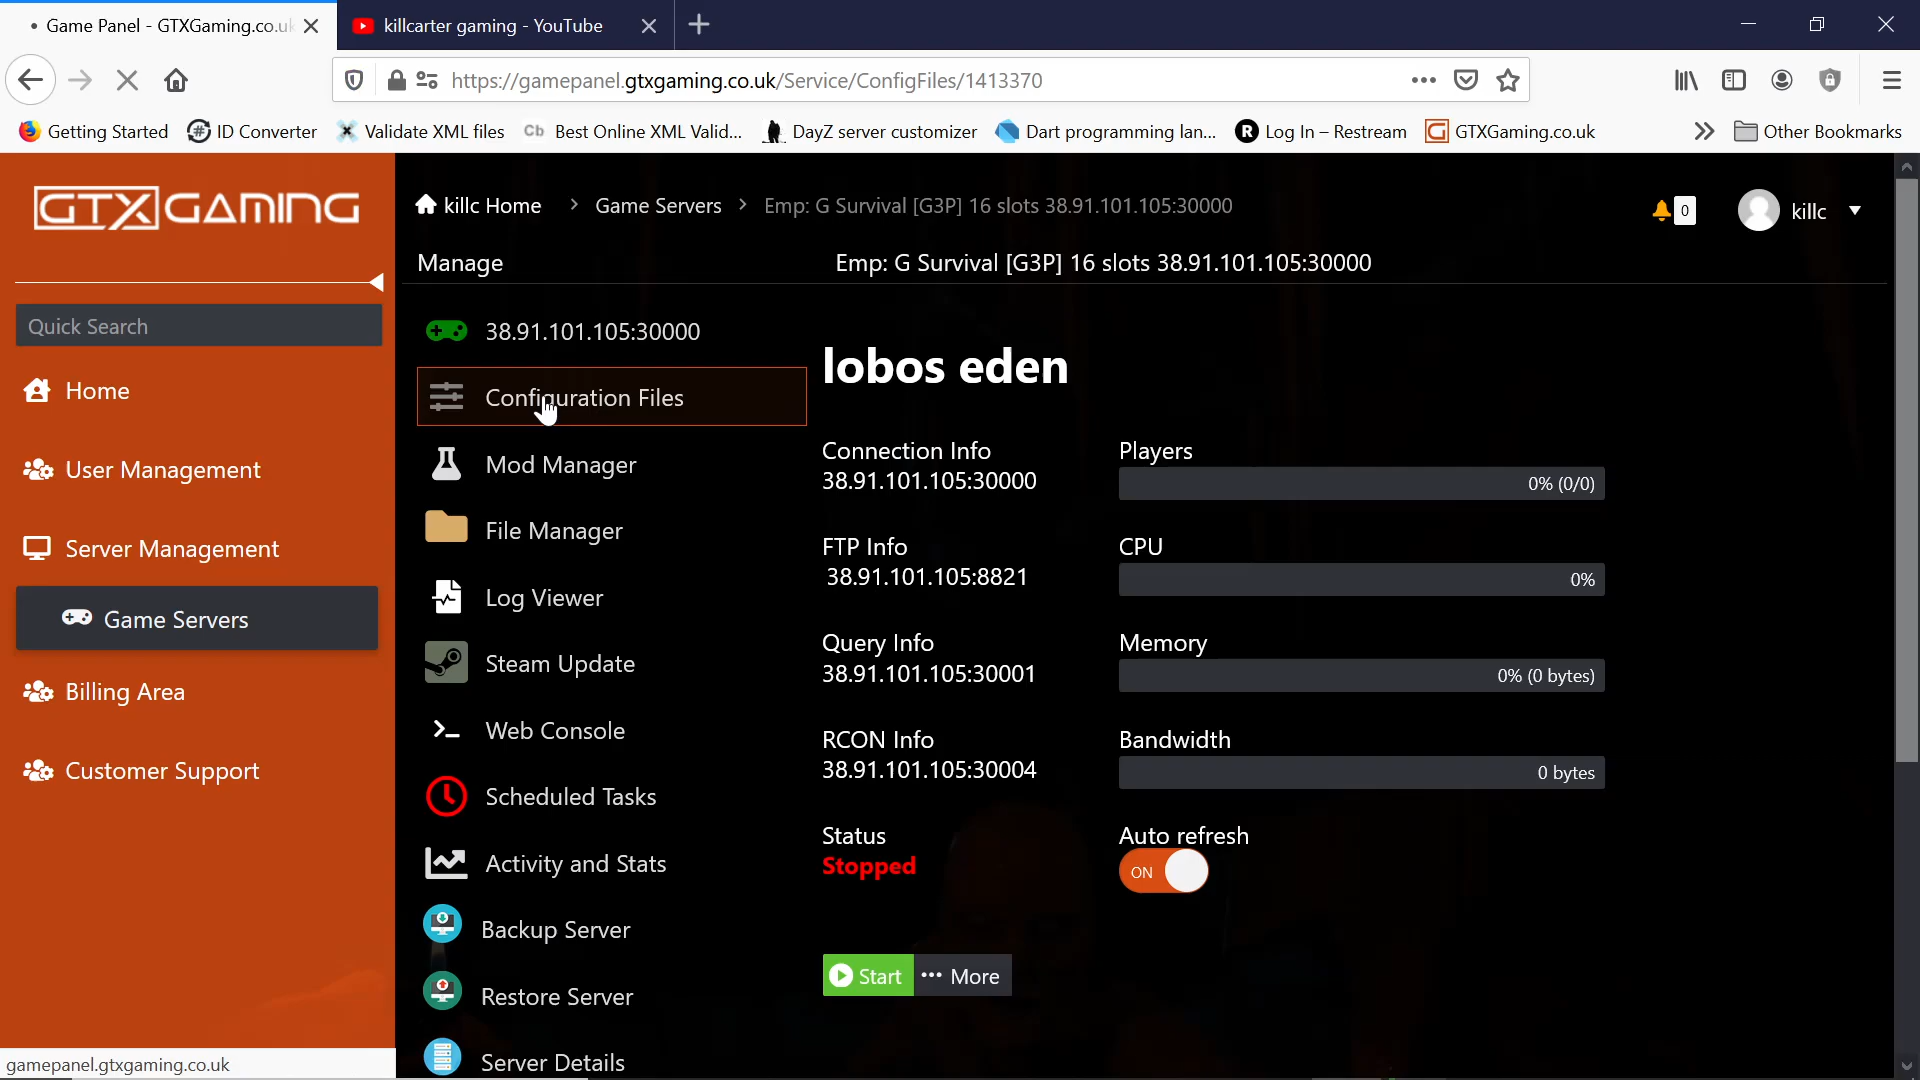 Game Panel - GTXGaming.co.uk
killcarter gaming - YouTube
https://gamepanel.gtxgaming.co.uk/Service/ConfigFiles/1413370
Getting Started
ID Converter
Validate XML files
Cb Best Online XML Valid...
DayZ server customizer
Dart programming lan...
R Log In – Restream
GTXGaming.co.uk
Other Bookmarks
GTXGAMING
Quick Search
Home
User Management
Server Management
Game Servers
Billing Area
Customer Support
killc Home > Game Servers > Emp: G Survival [G3P] 16 slots 38.91.101.105:30000
0
killc
Manage
Emp: G Survival [G3P] 16 slots 38.91.101.105:30000
38.91.101.105:30000
Configuration Files
Mod Manager
File Manager
Log Viewer
Steam Update
Web Console
Scheduled Tasks
Activity and Stats
Backup Server
Restore Server
Server Details
lobos eden
Connection Info
38.91.101.105:30000
Players
0% (0/0)
FTP Info
38.91.101.105:8821
CPU
0%
Query Info
38.91.101.105:30001
Memory
0% (0 bytes)
RCON Info
38.91.101.105:30004
Bandwidth
0 bytes
Status
Stopped
Auto refresh
ON
Start
More
gamepanel.gtxgaming.co.uk